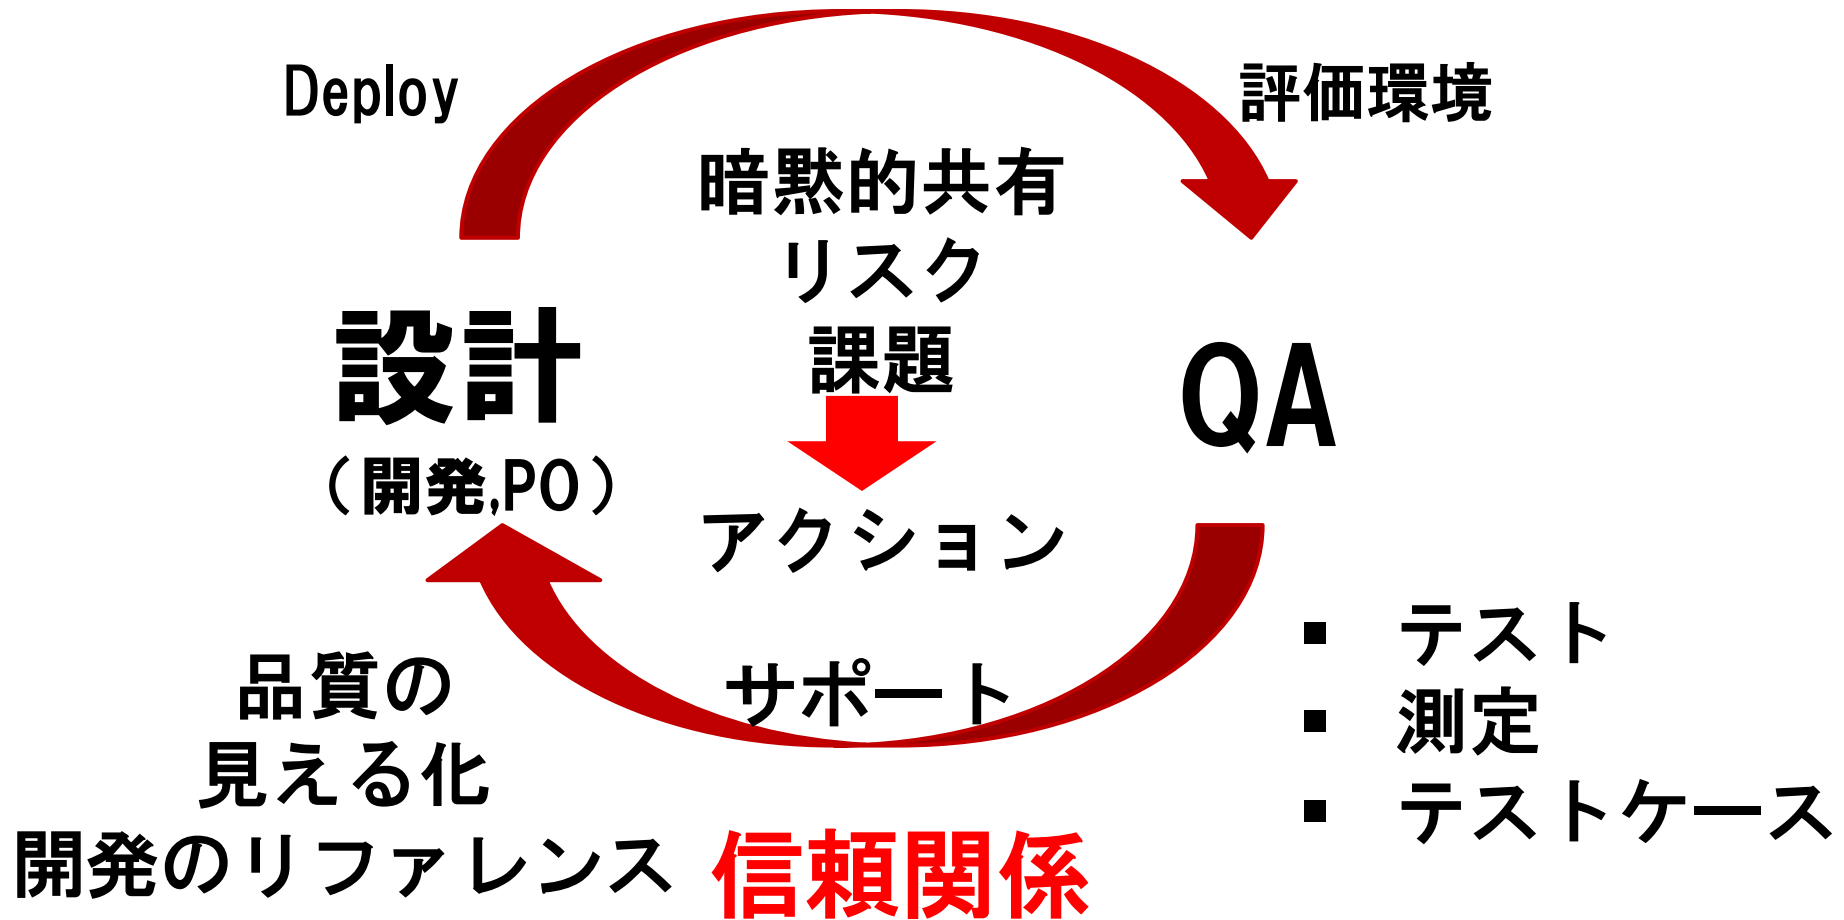 Deploy
評価環境
暗黙的共有
リスク
課題
設計
（開発,PO）
QA
アクション
サポート
品質の
見える化
開発のリファレンス
信頼関係
▪ テスト
▪ 測定
▪ テストケース